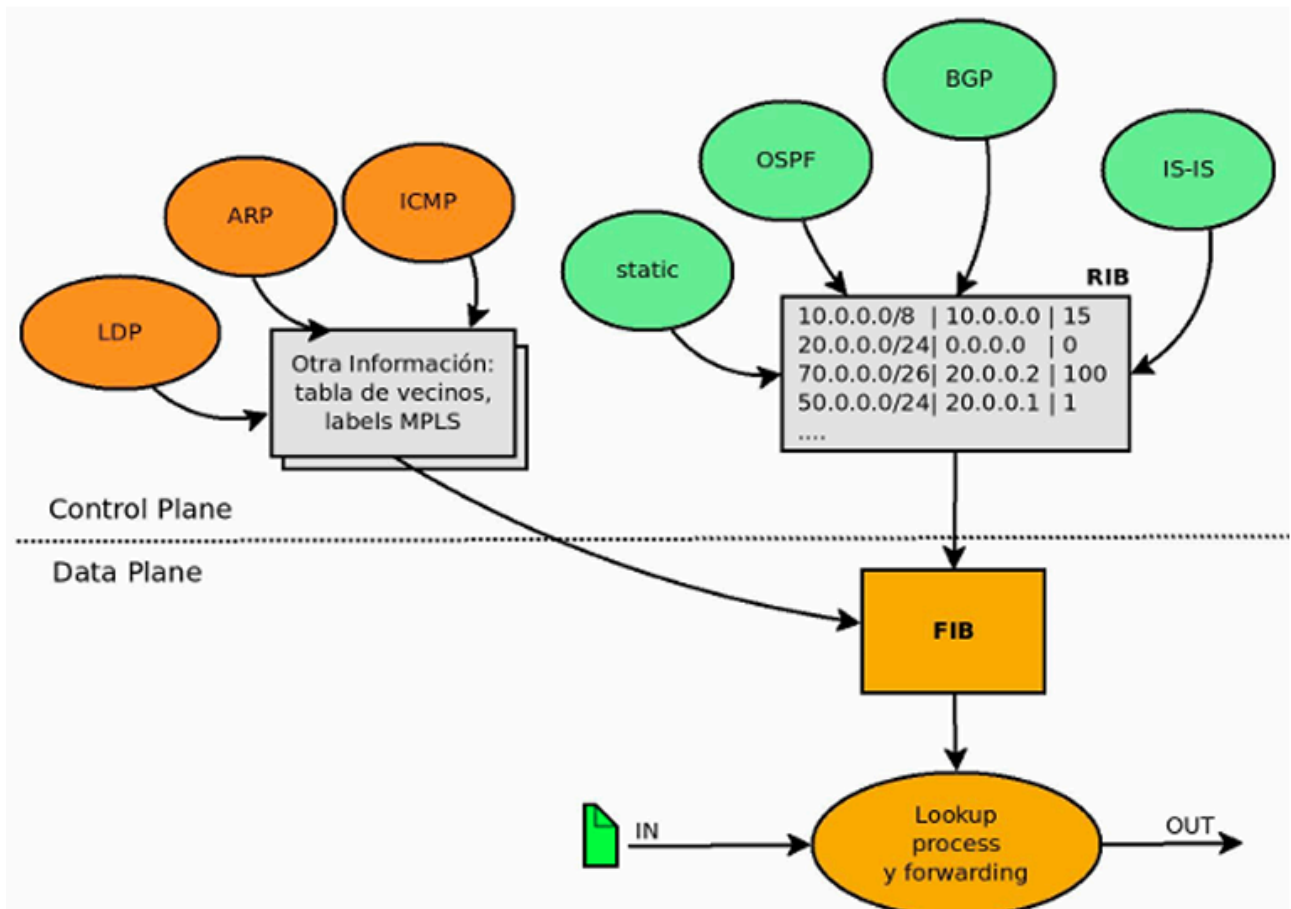 BGP
OSPF
IS-IS
ICMP
ARP
static
LDP
RIB
10.0.0.0/8 | 10.0.0.0 | 15
20.0.0.0/24| 0.0.0.0 | 0
70.0.0.0/26| 20.0.0.2 | 100
50.0.0.0/24| 20.0.0.1 | 1
....
Otra Información:
tabla de vecinos,
labels MPLS
Control Plane
Data Plane
FIB
IN
Lookup
process
y forwarding
OUT